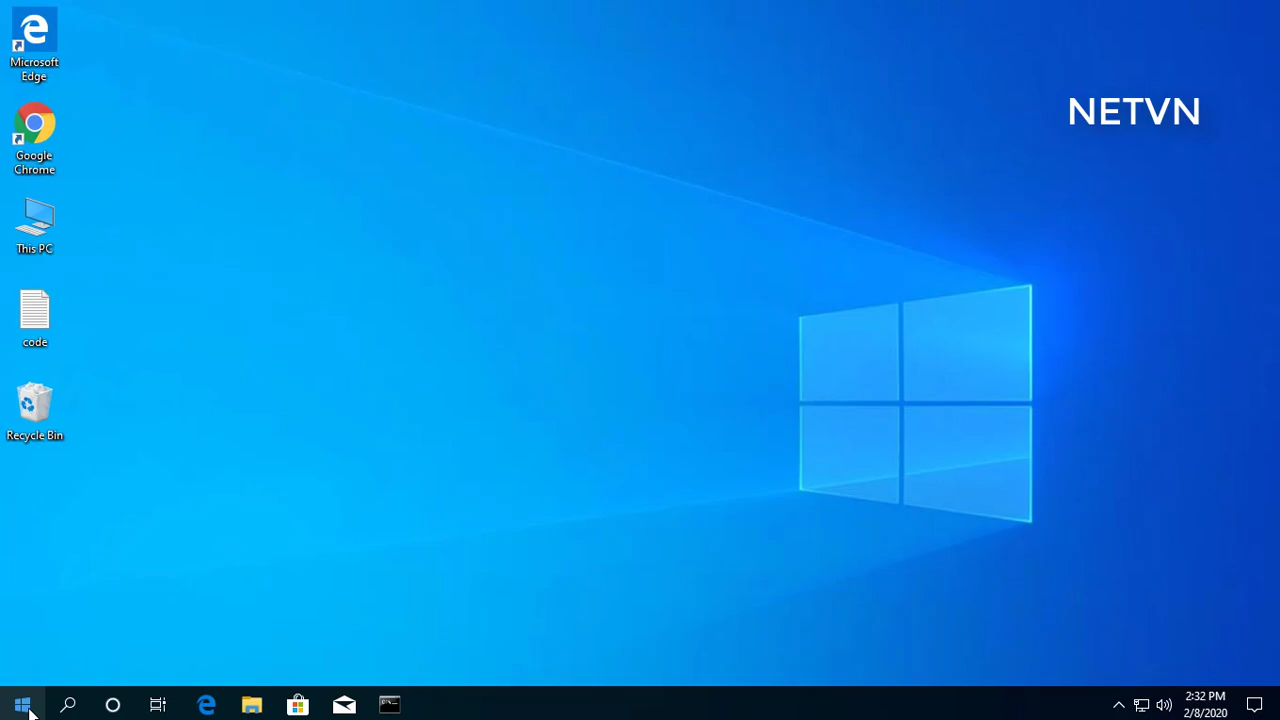 Microsoft
Edge
NETVN
Google
Chrome
This PC
code
Recycle Bin
2:32 PM
2/8/2020